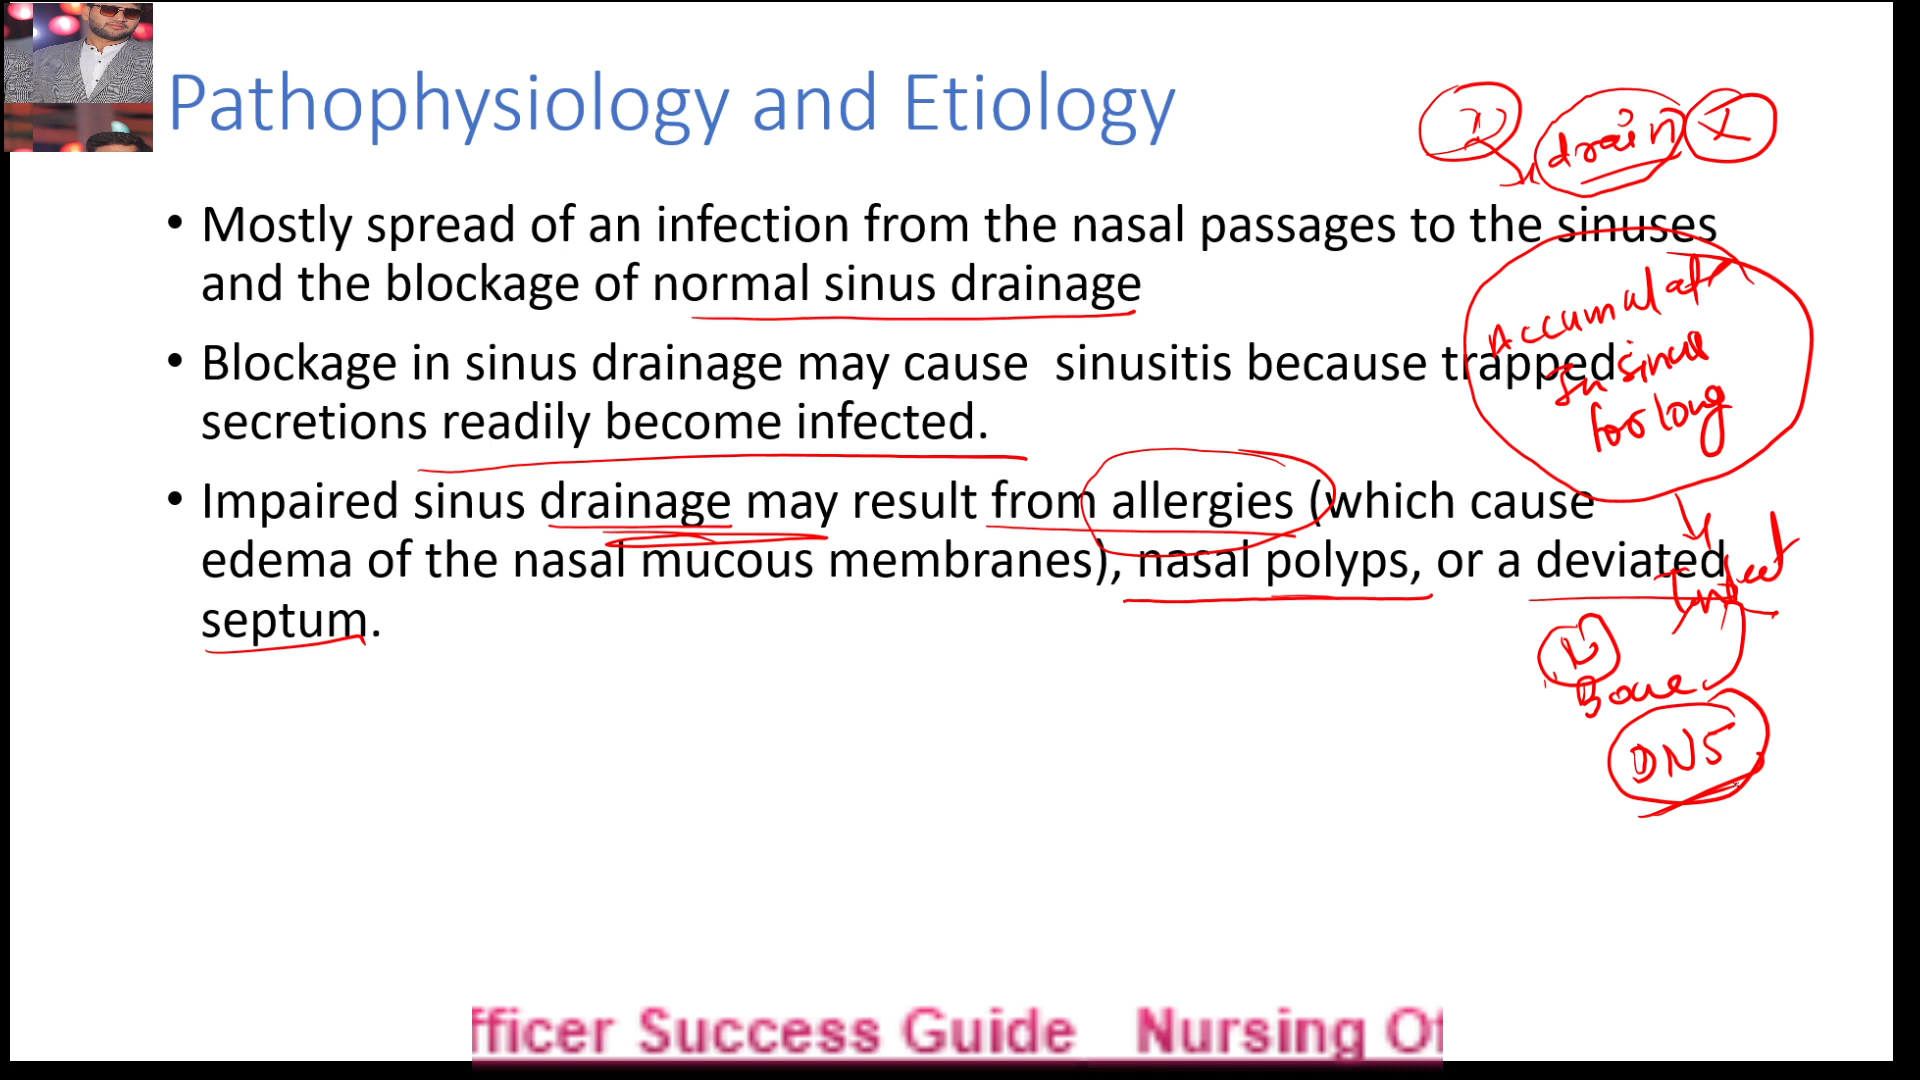 Pathophysiology and Etiology
drain
• Mostly spread of an infection from the nasal passages to the sinuses
and the blockage of normal sinus drainage
• Blockage in sinus drainage may cause sinusitis because trapped
secretions readily become infected.
• Impaired sinus drainage may result from allergies (which cause
edema of the nasal mucous membranes), nasal polyps, or a deviated
septum.
In sinus
for long
DNS
fficer Success Guide Nursing Of